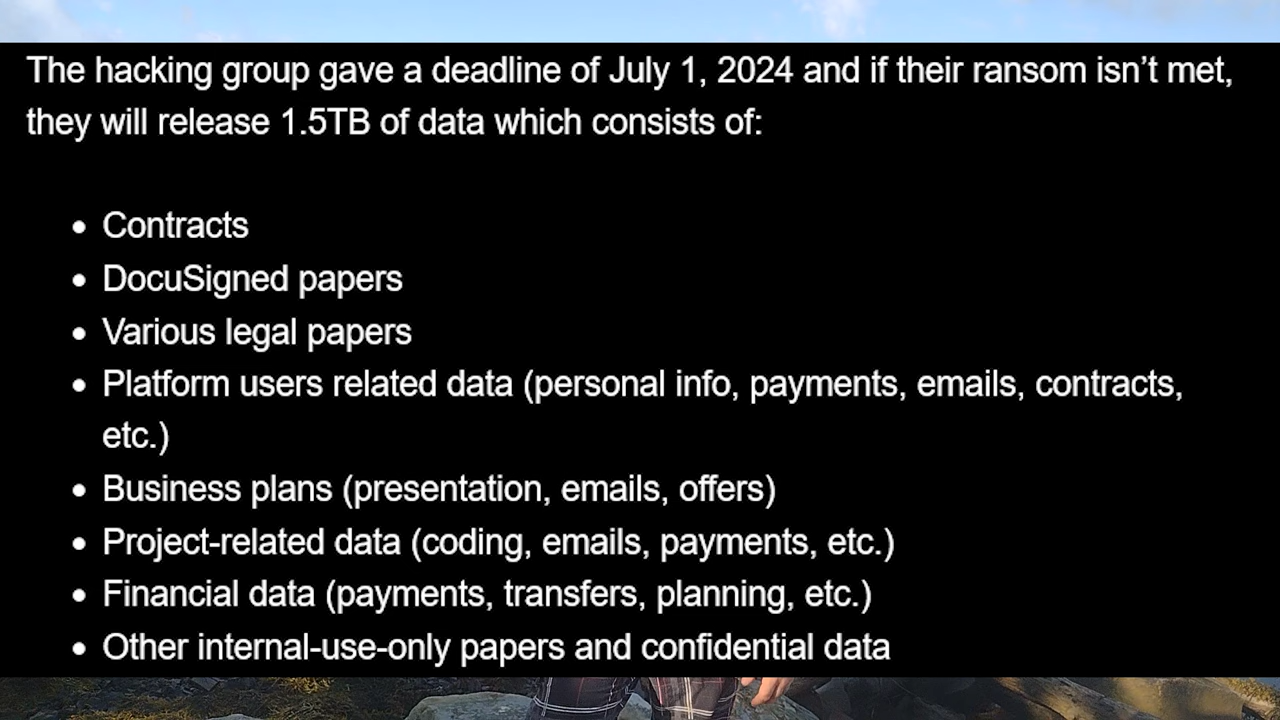 The hacking group gave a deadline of July 1, 2024 and if their ransom isn’t met,
they will release 1.5TB of data which consists of:
• Contracts
• DocuSigned papers
• Various legal papers
• Platform users related data (personal info, payments, emails, contracts,
etc.)
• Business plans (presentation, emails, offers)
• Project-related data (coding, emails, payments, etc.)
• Financial data (payments, transfers, planning, etc.)
• Other internal-use-only papers and confidential data